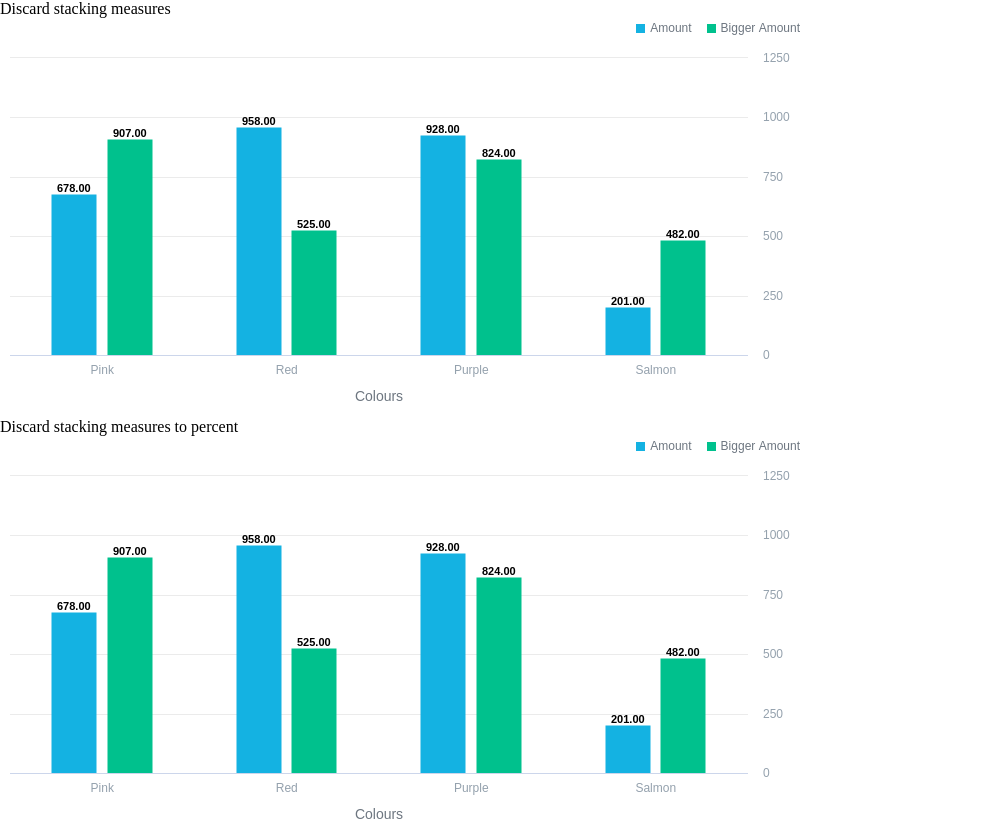 Discard stacking measures
Amount Bigger Amount
1250
1000
750
500
250
0
678.00 907.00 958.00 525.00 928.00 824.00 201.00 482.00
Pink Red Purple Salmon
Colours
Discard stacking measures to percent
Amount Bigger Amount
1250
1000
750
500
250
0
678.00 907.00 958.00 525.00 928.00 824.00 201.00 482.00
Pink Red Purple Salmon
Colours